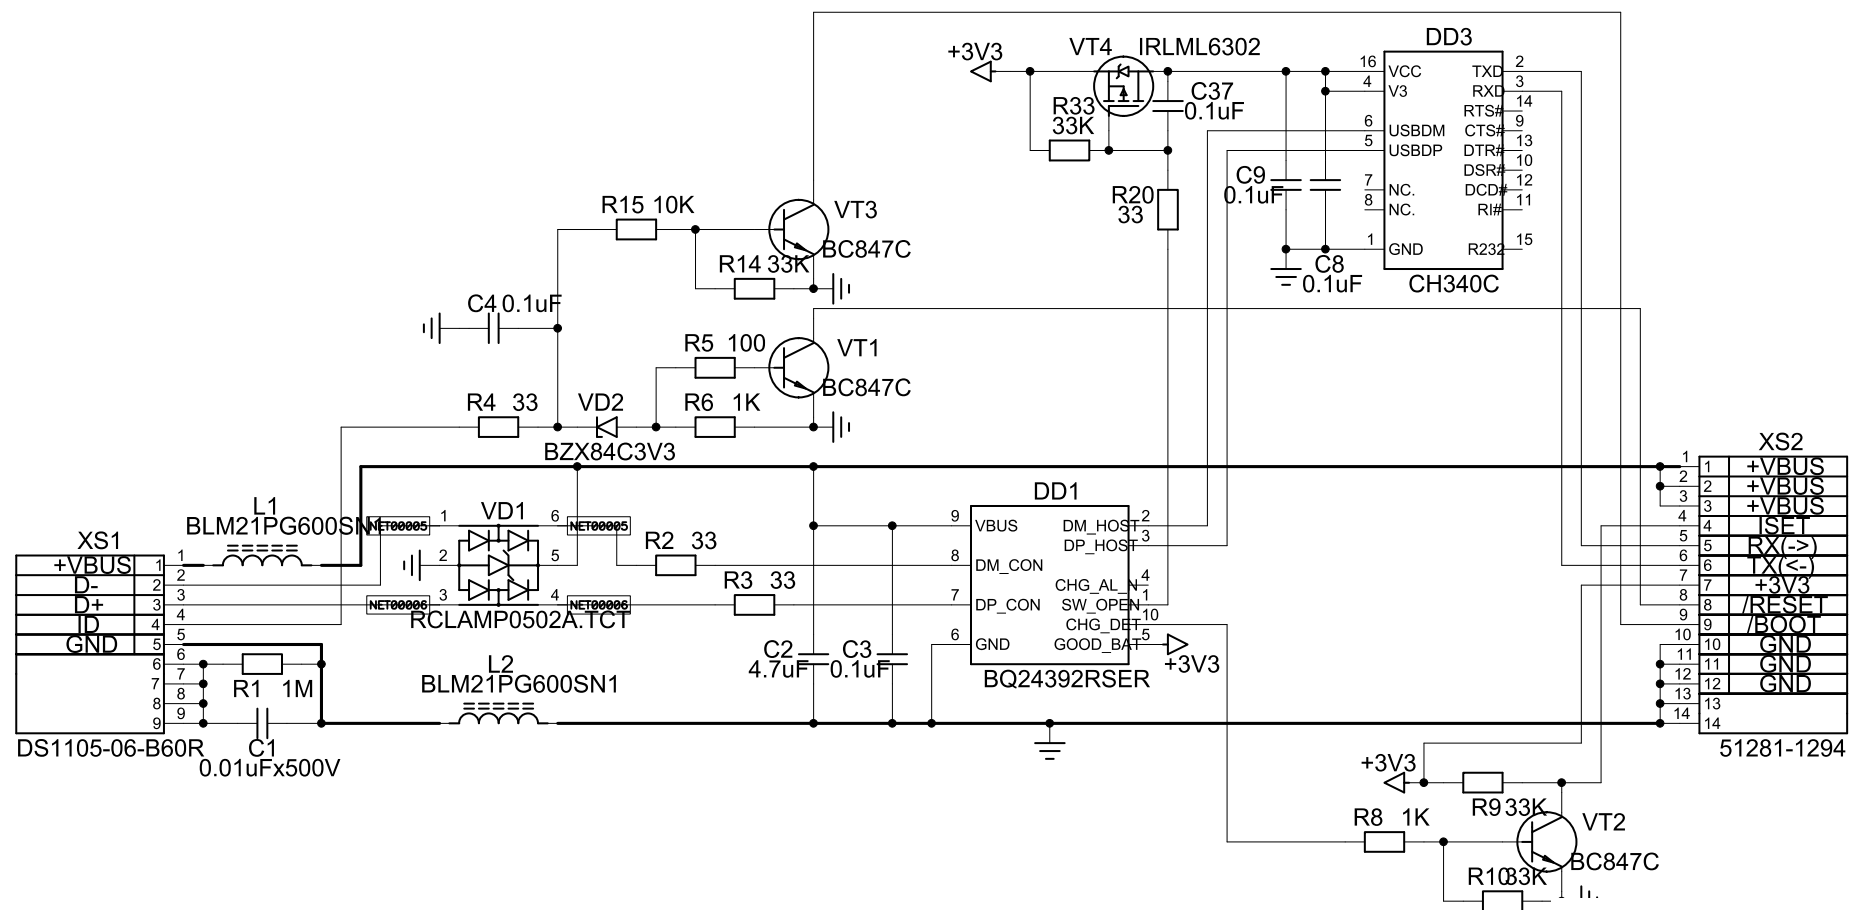 DD3
+3V3
VT4 IRLML6302
16 VCC TXD 2
4 V3 RXD 3
RTS# 14
6 USBDM CTS# 9
5 USBDP DTR# 13
DSR# 10
7 NC. DCD# 12
8 NC. RI# 11
1 GND R232 15
CH340C
C37
0.1uF
R33
33K
R20
33
C9
0.1uF
C8
0.1uF
R15 10K
VT3
BC847C
R14 33K
C4 0.1uF
R5 100
VT1
BC847C
R4 33
VD2
R6 1K
BZX84C3V3
L1
BLM21PG600SN1
NET00005 1
VD1
6 NET00005
2
5
NET00006 3
4 NET00006
RCLAMP0502A.TCT
R2 33
R3 33
XS1
+VBUS 1 1
D- 2 2
D+ 3 3
ID 4 4
GND 5 5
6 6
7 7
8 8
9 9
DS1105-06-B60R
R1 1M
C1
0.01uFx500V
L2
BLM21PG600SN1
C2
4.7uF
C3
0.1uF
DD1
9 VBUS DM_HOST 2
DP_HOST 3
8 DM_CON
CHG_AL_N 4
7 DP_CON SW_OPEN 1
CHG_DET 10
6 GND GOOD_BAT 5
+3V3
BQ24392RSER
XS2
1 1 +VBUS
2 2 +VBUS
3 3 +VBUS
4 4 ISET
5 5 RX(->)
6 6 TX(<-)
7 7 +3V3
8 8 /RESET
9 9 /BOOT
10 10 GND
11 11 GND
12 12 GND
13 13
14 14
51281-1294
+3V3
R9 33K
R8 1K
VT2
BC847C
R10 33K